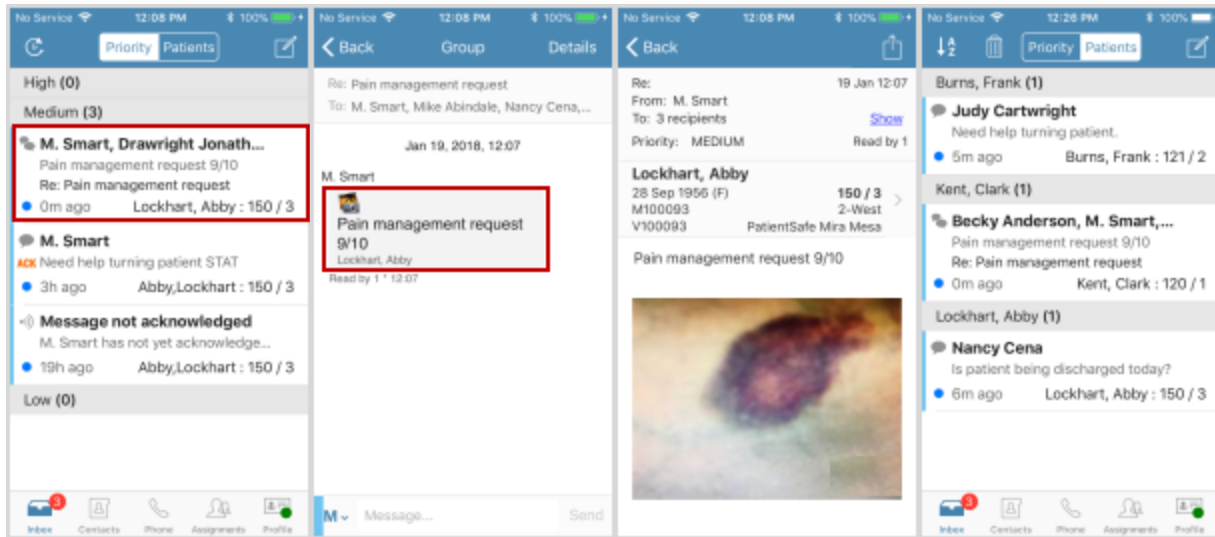 No Service 12:08 PM 100%
Priority Patients
High (0)
Medium (3)
M. Smart, Drawright Jonath...
Pain management request 9/10
Re: Pain management request
0m ago Lockhart, Abby : 150 / 3
M. Smart
ACK Need help turning patient STAT
3h ago Abby,Lockhart : 150 / 3
Message not acknowledged
M. Smart has not yet acknowledge...
19h ago Abby,Lockhart : 150 / 3
Low (0)
3
Inbox Contacts Phone Assignments Profile
No Service 12:08 PM 100%
Back Group Details
Re: Pain management request
To: M. Smart, Mike Abindale, Nancy Cena,...
Jan 19, 2018, 12:07
M. Smart
Pain management request
9/10
Lockhart, Abby
Read by 1 * 12:07
M Message... Send
No Service 12:08 PM 100%
Back
Re: 19 Jan 12:07
From: M. Smart
To: 3 recipients Show
Priority: MEDIUM Read by 1
Lockhart, Abby
28 Sep 1956 (F) 150 / 3
M100093 2-West
V100093 PatientSafe Mira Mesa
Pain management request 9/10
No Service 12:26 PM 100%
Priority Patients
Burns, Frank (1)
Judy Cartwright
Need help turning patient.
5m ago Burns, Frank : 121 / 2
Kent, Clark (1)
Becky Anderson, M. Smart,...
Pain management request 9/10
Re: Pain management request
0m ago Kent, Clark : 120 / 1
Lockhart, Abby (1)
Nancy Cena
Is patient being discharged today?
6m ago Lockhart, Abby : 150 / 3
3
Inbox Contacts Phone Assignments Profile